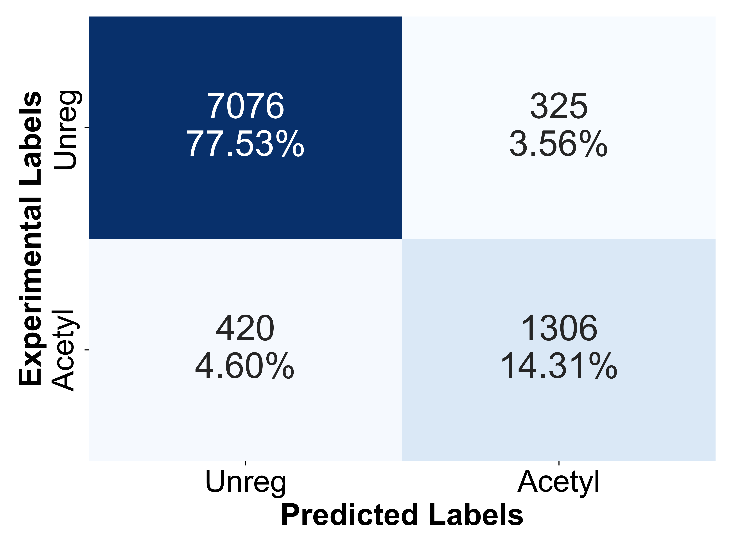 Experimental Labels
Unreg
7076
77.53%
325
3.56%
Acetyl
420
4.60%
1306
14.31%
Unreg
Acetyl
Predicted Labels